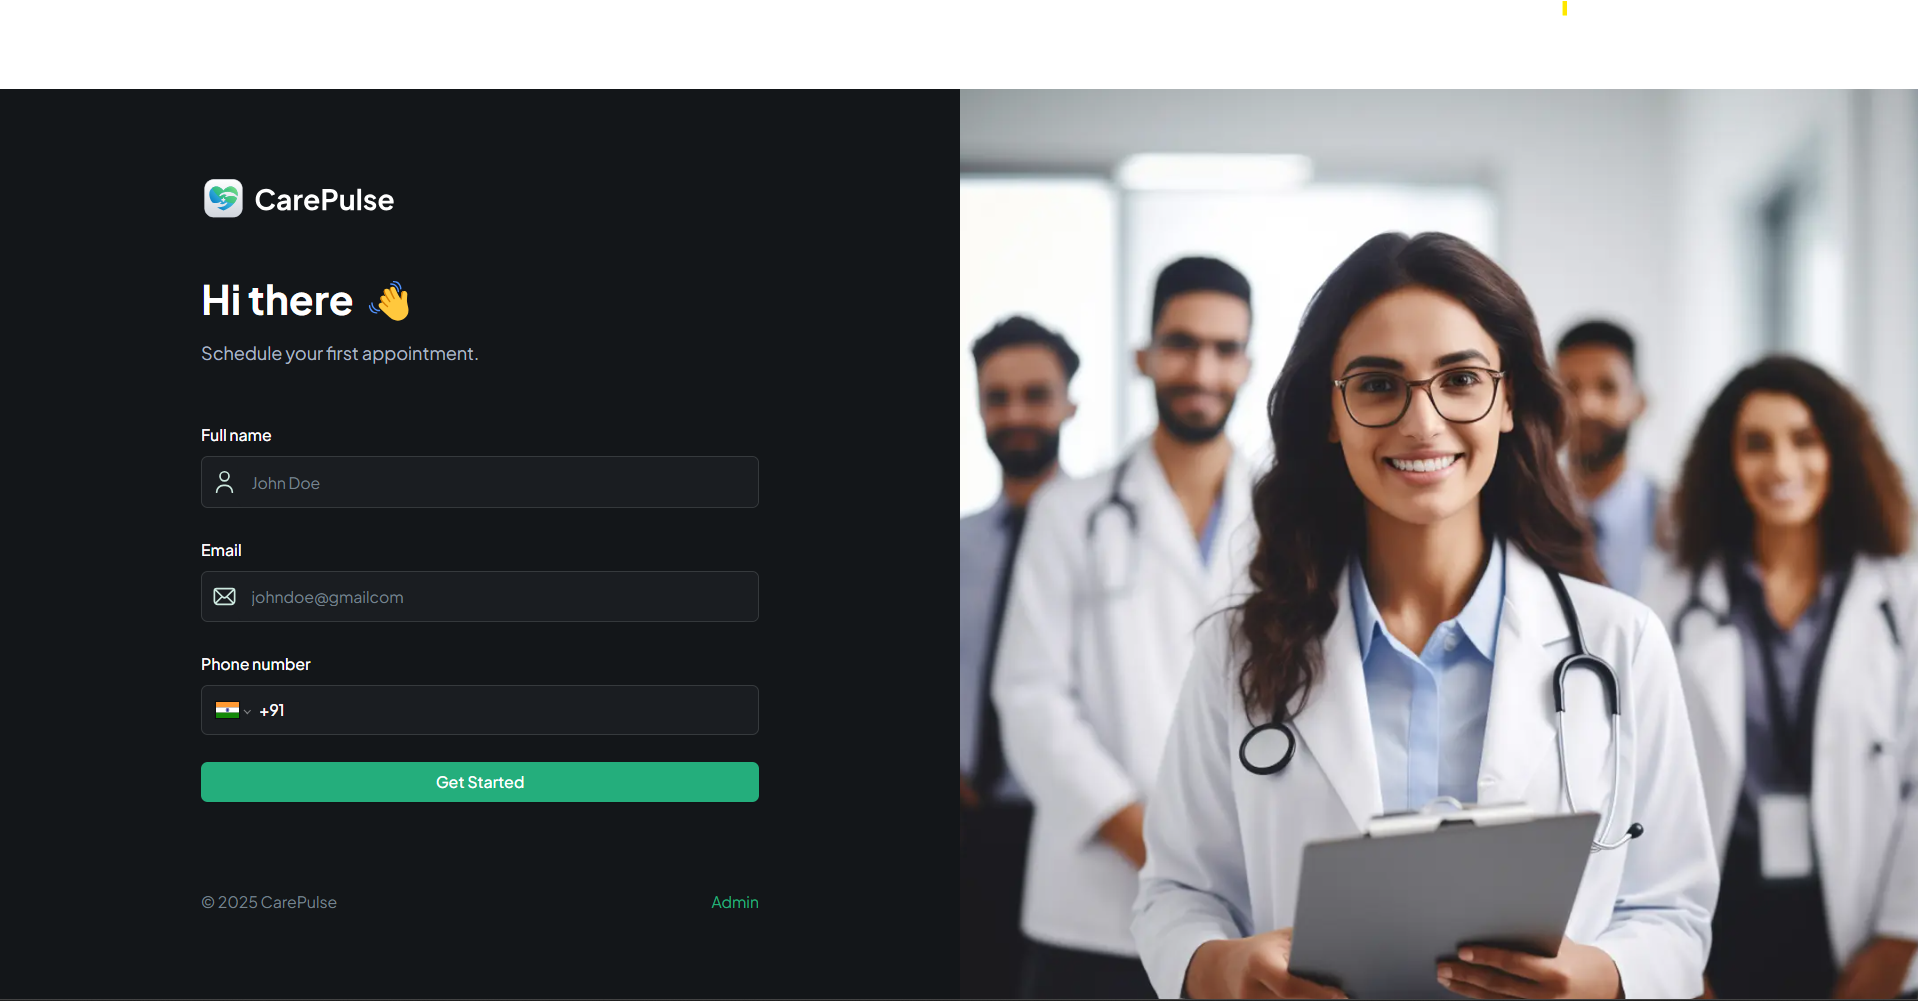 CarePulse
Hi there 👋
Schedule your first appointment.
Full name
John Doe
Email
johndoe@gmailcom
Phone number
+91
Get Started
© 2025 CarePulse
Admin